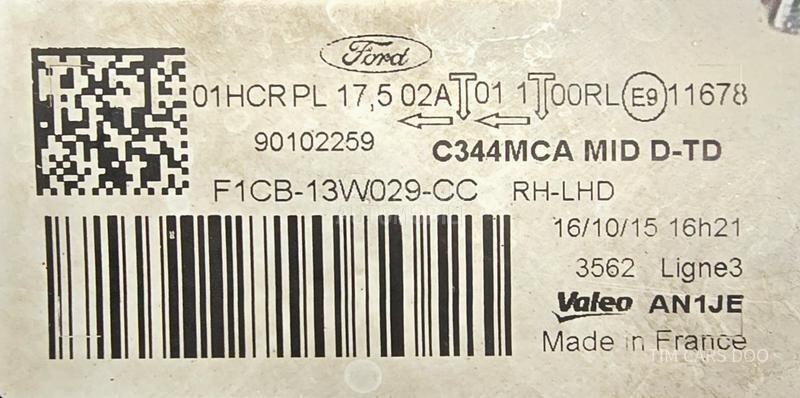 Ford
01HCR PL 17,5 02A 01 1 00RL E9 11678
90102259
C344MCA MID D-TD
F1CB-13W029-CC RH-LHD
16/10/15 16h21
3562 Ligne3
Valeo AN1JE
Made in France
TIM CARS DOO